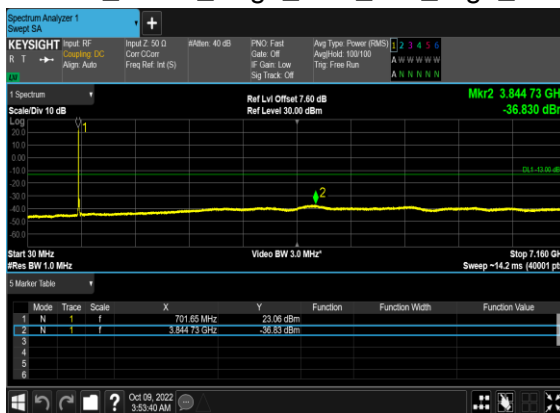 Spectrum Analyzer 1
Swept SA
+
KEYSIGHT Input: RF Input Z: 50 Ω #Atten: 40 dB PNO: Fast Avg Type: Power (RMS) 1 2 3 4 5 6
R T Coupling: DC Corr CCorr Gate: Off Avg|Hold: 100/100 A W W W W W
Align: Auto Freq Ref: Int (S) IF Gain: Low Trig: Free Run
LU Sig Track: Off A N N N N N
1 Spectrum Ref Lvl Offset 7.60 dB Mkr2 3.844 73 GH
Scale/Div 10 dB Ref Level 30.00 dBm -36.830 dBm
Log
1
20.0
10.0
0.00
-10.0 DL1 -13.00 dB
-20.0
-30.0
2
-40.0
-50.0
-60.0
Start 30 MHz Video BW 3.0 MHz* Stop 7.160 GH
#Res BW 1.0 MHz Sweep ~14.2 ms (40001 pt
5 Marker Table
Mode Trace Scale X Y Function Function Width Function Value
1 N 1 f 701.65 MHz 23.06 dBm
2 N 1 f 3.844 73 GHz -36.83 dBm
3
4
5
6
? Oct 09, 2022
3:53:40 AM